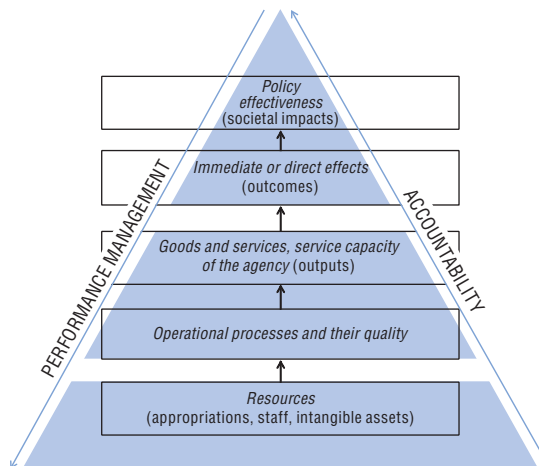 Policy
effectiveness
(societal impacts)
Immediate or direct effects
(outcomes)
Goods and services, service capacity
of the agency (outputs)
Operational processes and their quality
Resources
(appropriations, staff, intangible assets)
PERFORMANCE MANAGEMENT
ACCOUNTABILITY